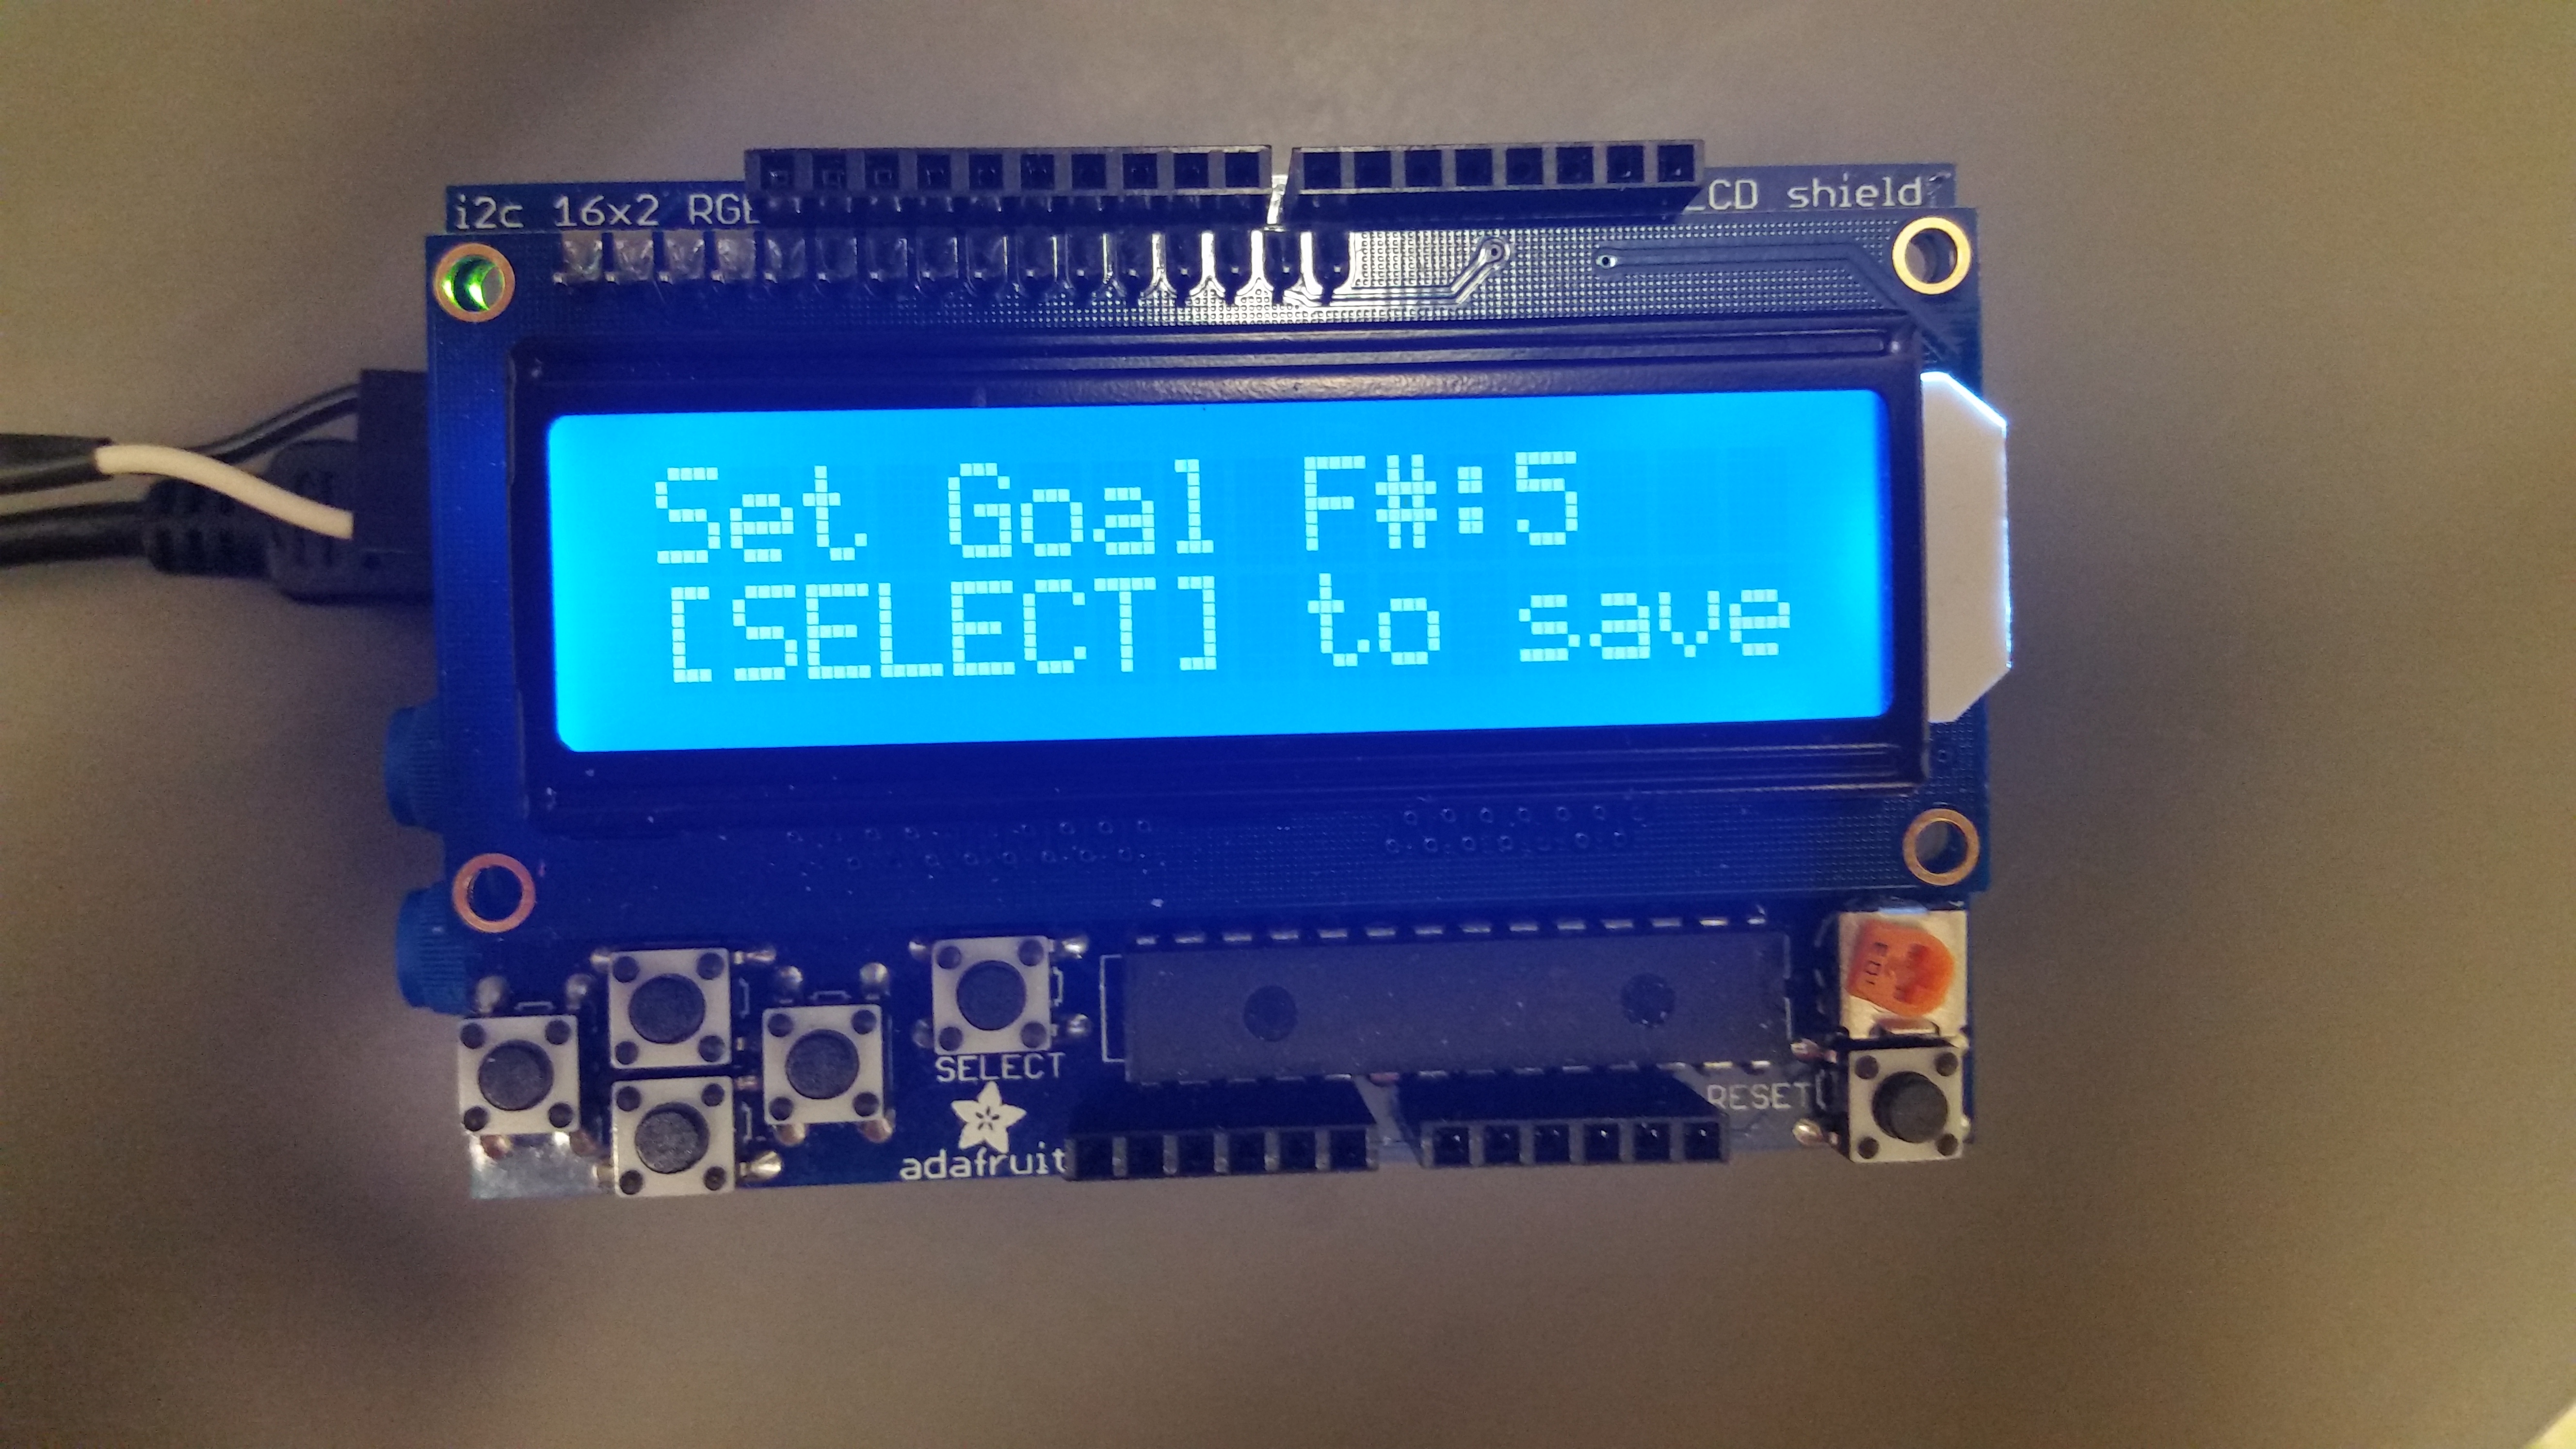 i2c 16x2 RGB
LCD shield
Set Goal F#:5
[SELECT] to save
SELECT
RESET
adafruit